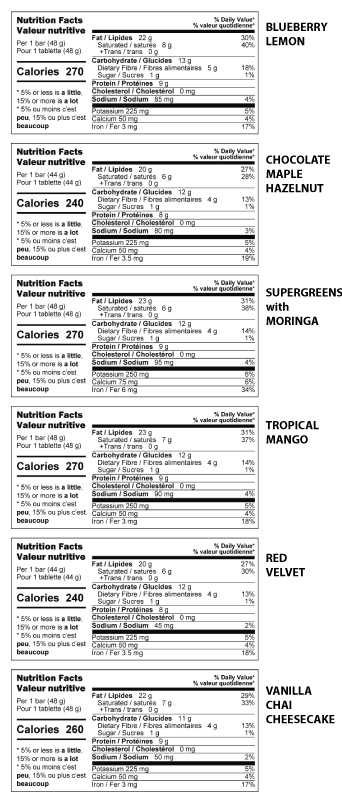 Nutrition Facts
Valeur nutritive
Per 1 bar (48 g)
Pour 1 tablette (48 g)
Calories 270
* 5% or less is a little,
15% or more is a lot
* 5% ou moins c'est
peu, 15% ou plus c'est
beaucoup
% Daily Value*
% valeur quotidienne*
Fat / Lipides 22 g 30%
Saturated / saturés 8 g 40%
+Trans / trans 0 g
Carbohydrate / Glucides 13 g
Dietary Fibre / Fibres alimentaires 5 g 18%
Sugar / Sucres 1 g 1%
Protein / Protéines 9 g
Cholesterol / Cholestérol 0 mg
Sodium / Sodium 85 mg 4%
Potassium 225 mg 5%
Calcium 50 mg 4%
Iron / Fer 3 mg 17%
BLUEBERRY
LEMON
Nutrition Facts
Valeur nutritive
Per 1 bar (44 g)
Pour 1 tablette (44 g)
Calories 240
* 5% or less is a little,
15% or more is a lot
* 5% ou moins c'est
peu, 15% ou plus c'est
beaucoup
% Daily Value*
% valeur quotidienne*
Fat / Lipides 20 g 27%
Saturated / saturés 6 g 28%
+Trans / trans 0 g
Carbohydrate / Glucides 12 g
Dietary Fibre / Fibres alimentaires 4 g 13%
Sugar / Sucres 1 g 1%
Protein / Protéines 8 g
Cholesterol / Cholestérol 0 mg
Sodium / Sodium 80 mg 3%
Potassium 225 mg 5%
Calcium 50 mg 4%
Iron / Fer 3.5 mg 19%
CHOCOLATE
MAPLE
HAZELNUT
Nutrition Facts
Valeur nutritive
Per 1 bar (48 g)
Pour 1 tablette (48 g)
Calories 270
* 5% or less is a little,
15% or more is a lot
* 5% ou moins c'est
peu, 15% ou plus c'est
beaucoup
% Daily Value*
% valeur quotidienne*
Fat / Lipides 23 g 31%
Saturated / saturés 6 g 38%
+Trans / trans 0 g
Carbohydrate / Glucides 12 g
Dietary Fibre / Fibres alimentaires 4 g 14%
Sugar / Sucres 1 g 1%
Protein / Protéines 9 g
Cholesterol / Cholestérol 0 mg
Sodium / Sodium 95 mg 4%
Potassium 250 mg 6%
Calcium 75 mg 6%
Iron / Fer 6 mg 34%
SUPERGREENS
with
MORINGA
Nutrition Facts
Valeur nutritive
Per 1 bar (48 g)
Pour 1 tablette (48 g)
Calories 270
* 5% or less is a little,
15% or more is a lot
* 5% ou moins c'est
peu, 15% ou plus c'est
beaucoup
% Daily Value*
% valeur quotidienne*
Fat / Lipides 23 g 31%
Saturated / saturés 7 g 37%
+Trans / trans 0 g
Carbohydrate / Glucides 12 g
Dietary Fibre / Fibres alimentaires 4 g 14%
Sugar / Sucres 1 g 1%
Protein / Protéines 9 g
Cholesterol / Cholestérol 0 mg
Sodium / Sodium 90 mg 4%
Potassium 250 mg 5%
Calcium 50 mg 4%
Iron / Fer 3 mg 18%
TROPICAL
MANGO
Nutrition Facts
Valeur nutritive
Per 1 bar (44 g)
Pour 1 tablette (44 g)
Calories 240
* 5% or less is a little,
15% or more is a lot
* 5% ou moins c'est
peu, 15% ou plus c'est
beaucoup
% Daily Value*
% valeur quotidienne*
Fat / Lipides 20 g 27%
Saturated / saturés 6 g 30%
+Trans / trans 0 g
Carbohydrate / Glucides 12 g
Dietary Fibre / Fibres alimentaires 4 g 13%
Sugar / Sucres 1 g 1%
Protein / Protéines 8 g
Cholesterol / Cholestérol 0 mg
Sodium / Sodium 45 mg 2%
Potassium 225 mg 5%
Calcium 50 mg 4%
Iron / Fer 3.5 mg 18%
RED
VELVET
Nutrition Facts
Valeur nutritive
Per 1 bar (48 g)
Pour 1 tablette (48 g)
Calories 260
* 5% or less is a little,
15% or more is a lot
* 5% ou moins c'est
peu, 15% ou plus c'est
beaucoup
% Daily Value*
% valeur quotidienne*
Fat / Lipides 22 g 29%
Saturated / saturés 7 g 33%
+Trans / trans 0 g
Carbohydrate / Glucides 11 g
Dietary Fibre / Fibres alimentaires 4 g 13%
Sugar / Sucres 1 g 1%
Protein / Protéines 9 g
Cholesterol / Cholestérol 0 mg
Sodium / Sodium 50 mg 2%
Potassium 225 mg 5%
Calcium 50 mg 4%
Iron / Fer 3 mg 17%
VANILLA
CHAI
CHEESECAKE